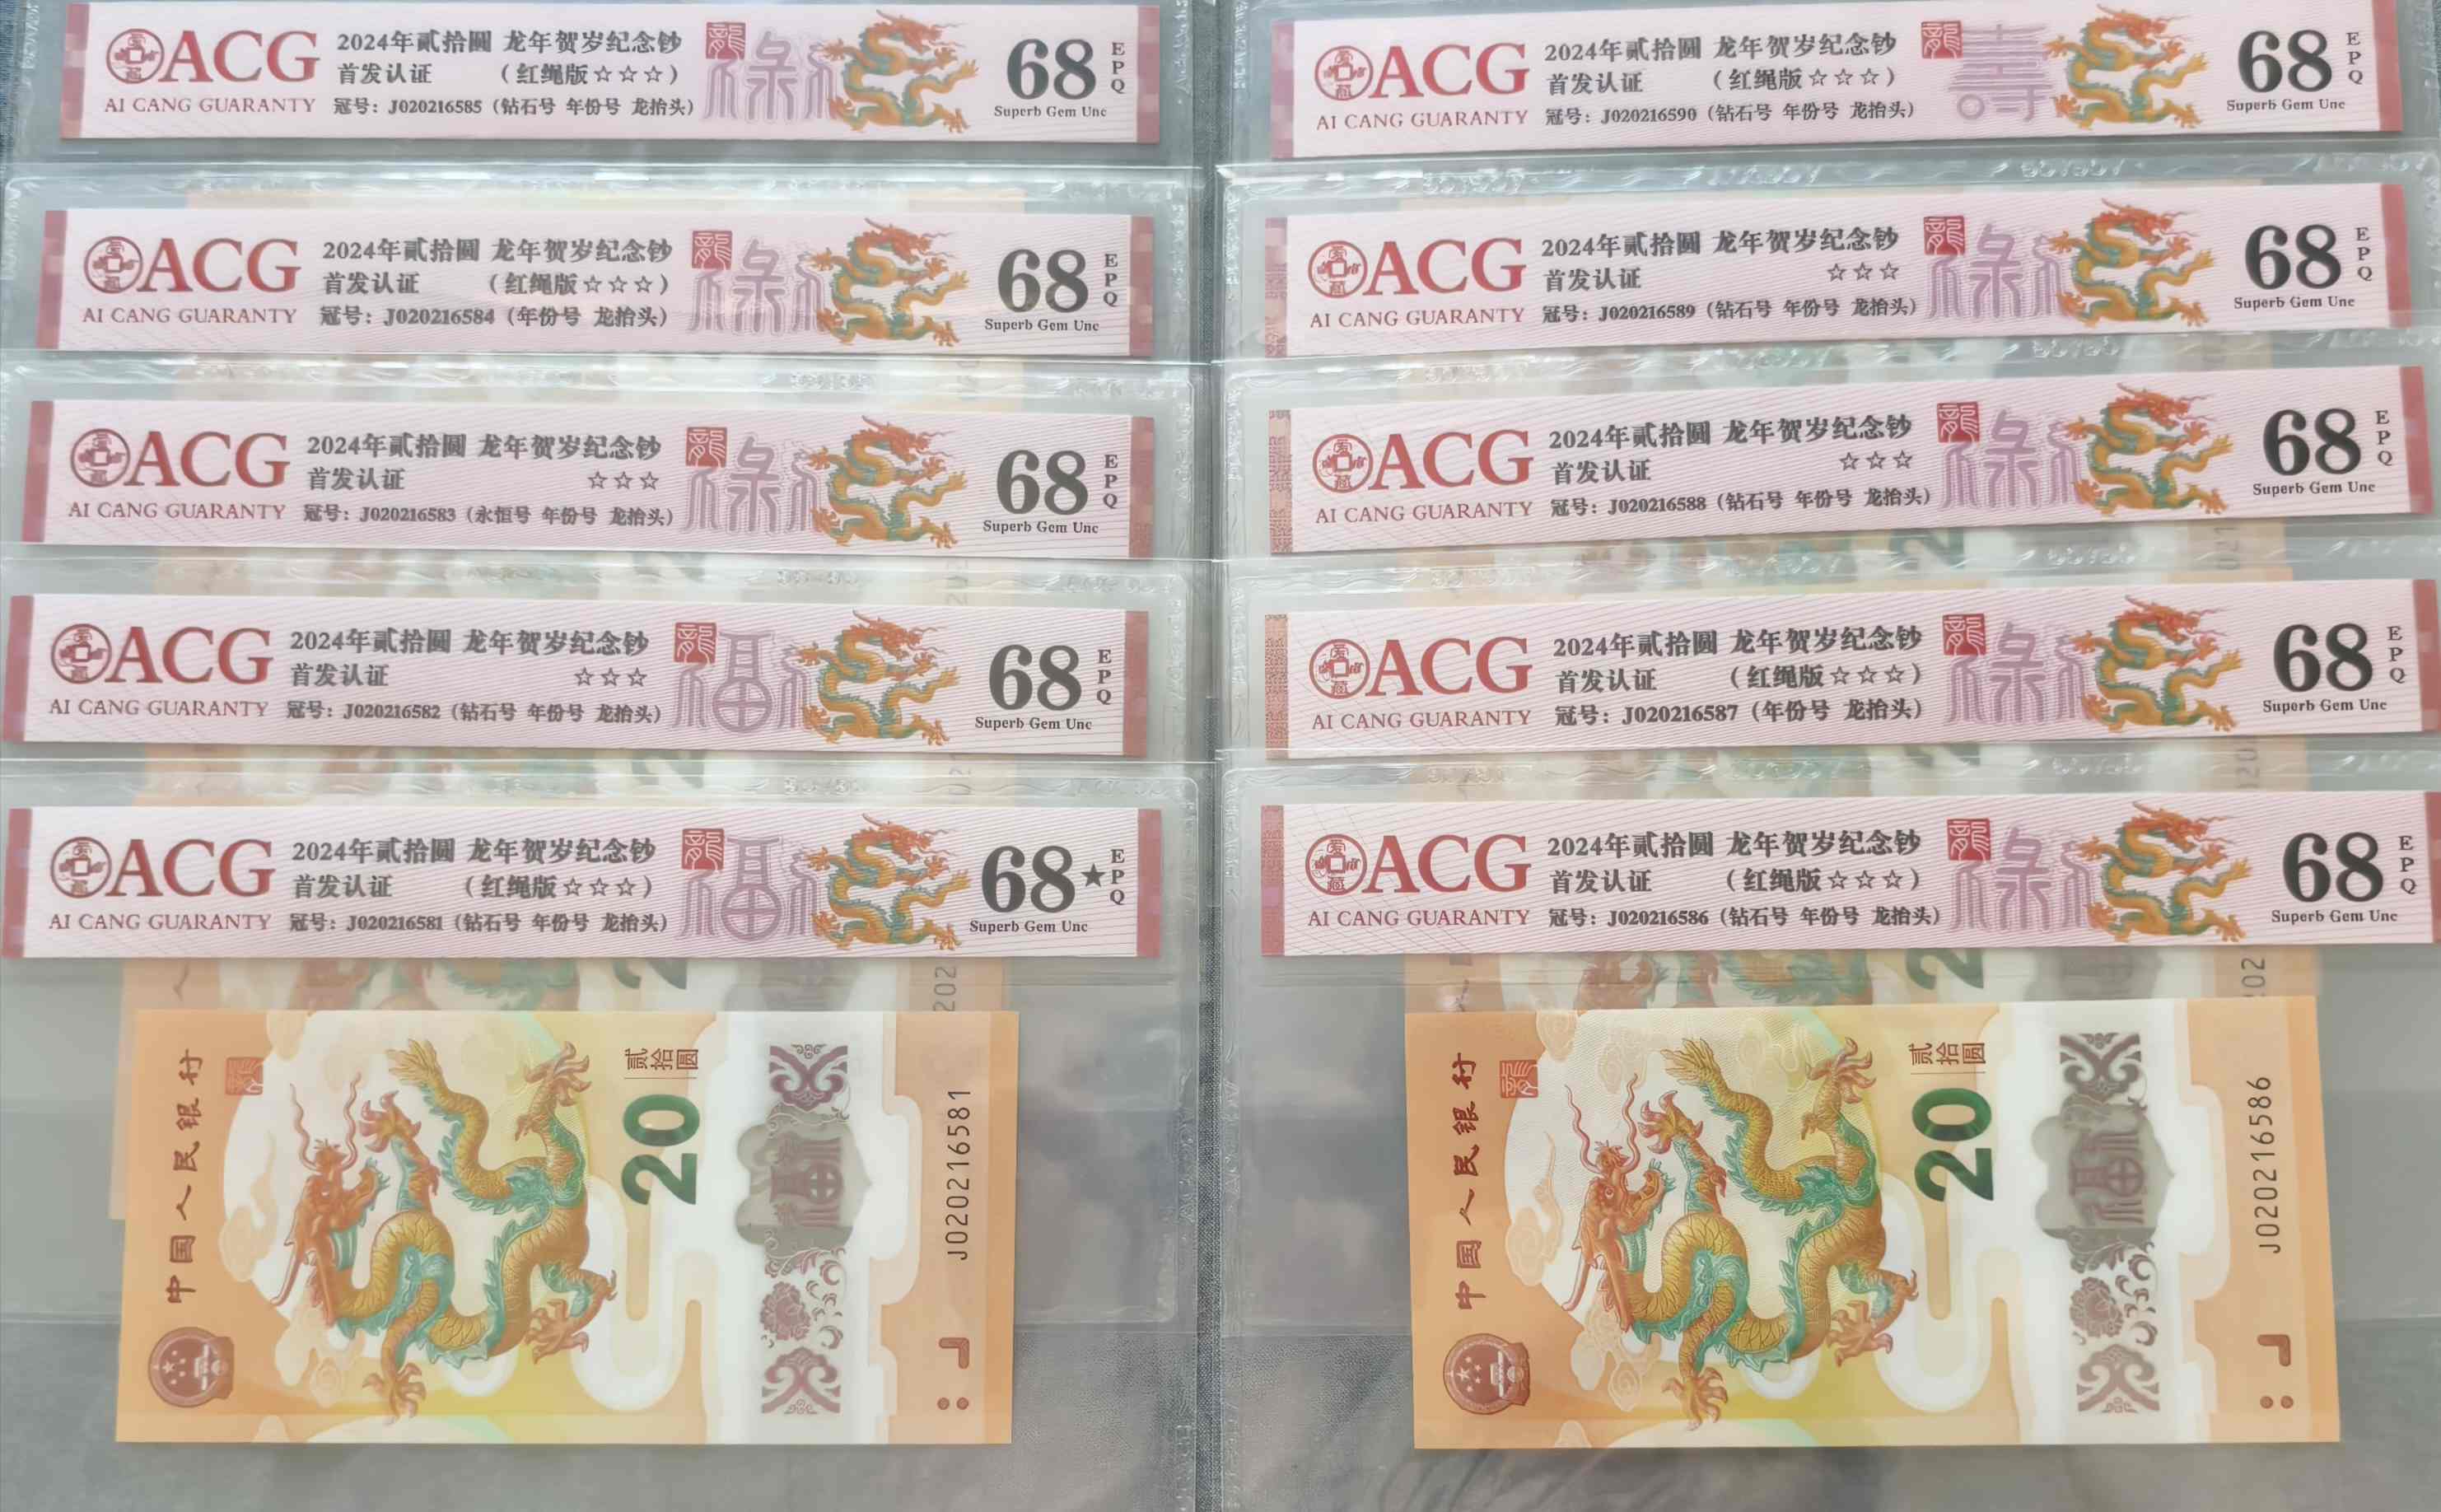 ACG
AI CANG GUARANTY
2024年贰拾圆 龙年贺岁纪念钞
首发认证 (红绳版☆☆☆)
冠号: J020216585 (钻石号 年份号 龙抬头)
龍
禄
68 EPQ
Superb Gem Unc
ACG
AI CANG GUARANTY
2024年贰拾圆 龙年贺岁纪念钞
首发认证 (红绳版☆☆☆)
冠号: J020216584 (年份号 龙抬头)
龍
禄
68 EPQ
Superb Gem Unc
ACG
AI CANG GUARANTY
2024年贰拾圆 龙年贺岁纪念钞
首发认证 ☆☆☆
冠号: J020216583 (永恒号 年份号 龙抬头)
龍
禄
68 EPQ
Superb Gem Unc
ACG
AI CANG GUARANTY
2024年贰拾圆 龙年贺岁纪念钞
首发认证 ☆☆☆
冠号: J020216582 (钻石号 年份号 龙抬头)
龍
福
68 EPQ
Superb Gem Unc
ACG
AI CANG GUARANTY
2024年贰拾圆 龙年贺岁纪念钞
首发认证 (红绳版☆☆☆)
冠号: J020216581 (钻石号 年份号 龙抬头)
龍
福
68★ EPQ
Superb Gem Unc
中国人民银行
贰拾圆
20
福
J020216581
ACG
AI CANG GUARANTY
2024年贰拾圆 龙年贺岁纪念钞
首发认证 (红绳版☆☆☆)
冠号: J020216590 (钻石号 年份号 龙抬头)
龍
壽
68 EPQ
Superb Gem Unc
ACG
AI CANG GUARANTY
2024年贰拾圆 龙年贺岁纪念钞
首发认证 ☆☆☆
冠号: J020216589 (钻石号 年份号 龙抬头)
龍
禄
68 EPQ
Superb Gem Unc
ACG
AI CANG GUARANTY
2024年贰拾圆 龙年贺岁纪念钞
首发认证 ☆☆☆
冠号: J020216588 (钻石号 年份号 龙抬头)
龍
禄
68 EPQ
Superb Gem Unc
ACG
AI CANG GUARANTY
2024年贰拾圆 龙年贺岁纪念钞
首发认证 (红绳版☆☆☆)
冠号: J020216587 (年份号 龙抬头)
龍
禄
68 EPQ
Superb Gem Unc
ACG
AI CANG GUARANTY
2024年贰拾圆 龙年贺岁纪念钞
首发认证 (红绳版☆☆☆)
冠号: J020216586 (钻石号 年份号 龙抬头)
龍
禄
68 EPQ
Superb Gem Unc
中国人民银行
贰拾圆
20
福
J020216586